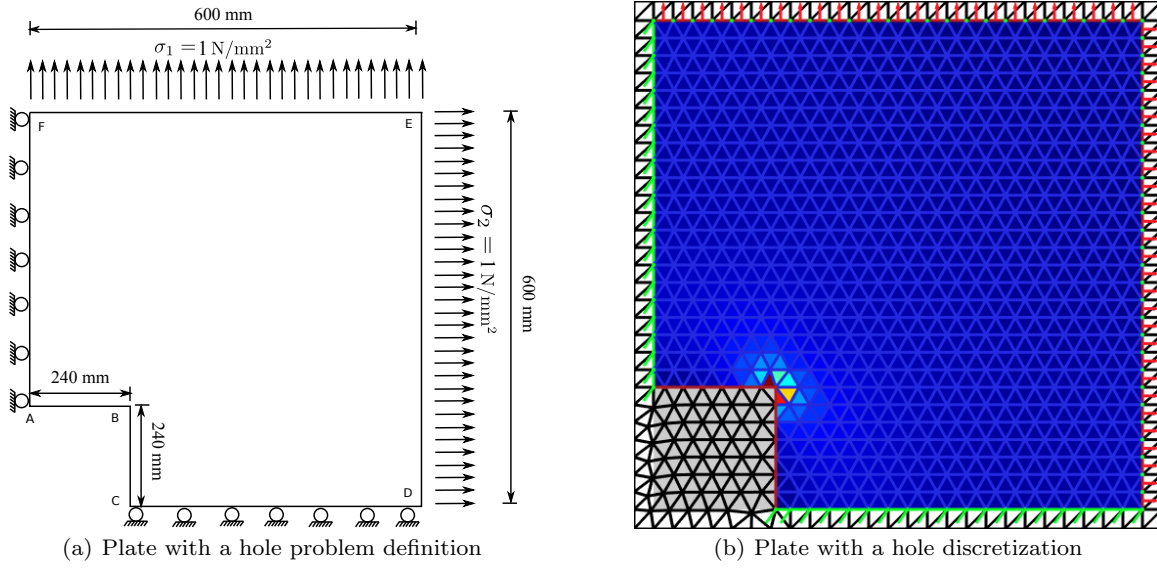 600 mm
σ₁ = 1 N/mm²
F
E
σ₂ = 1 N/mm²
600 mm
240 mm
A
B
240 mm
C
D
(a) Plate with a hole problem definition
(b) Plate with a hole discretization